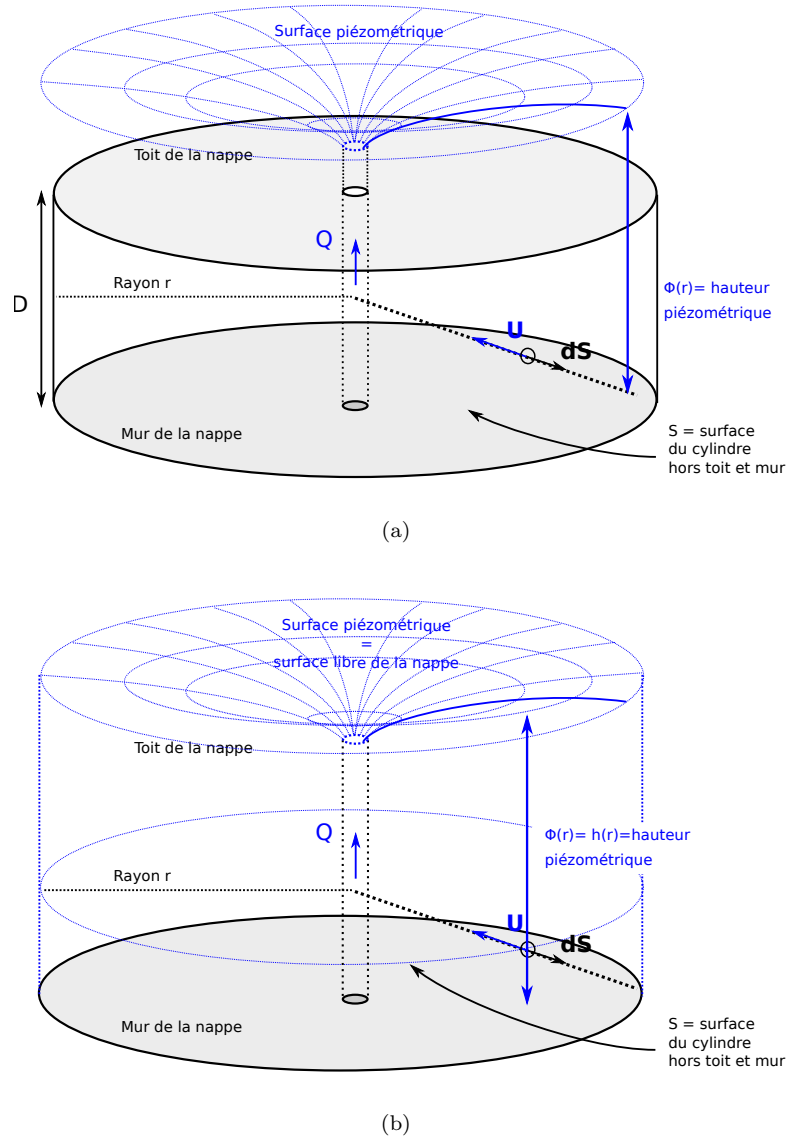 Surface piézométrique
Toit de la nappe
Q
Rayon r
D
Φ(r)= hauteur
piézométrique
U
dS
Mur de la nappe
S = surface
du cylindre
hors toit et mur
(a)
Surface piézométrique
=
surface libre de la nappe
Toit de la nappe
Q
Φ(r)= h(r)=hauteur
piézométrique
Rayon r
U
dS
Mur de la nappe
S = surface
du cylindre
hors toit et mur
(b)